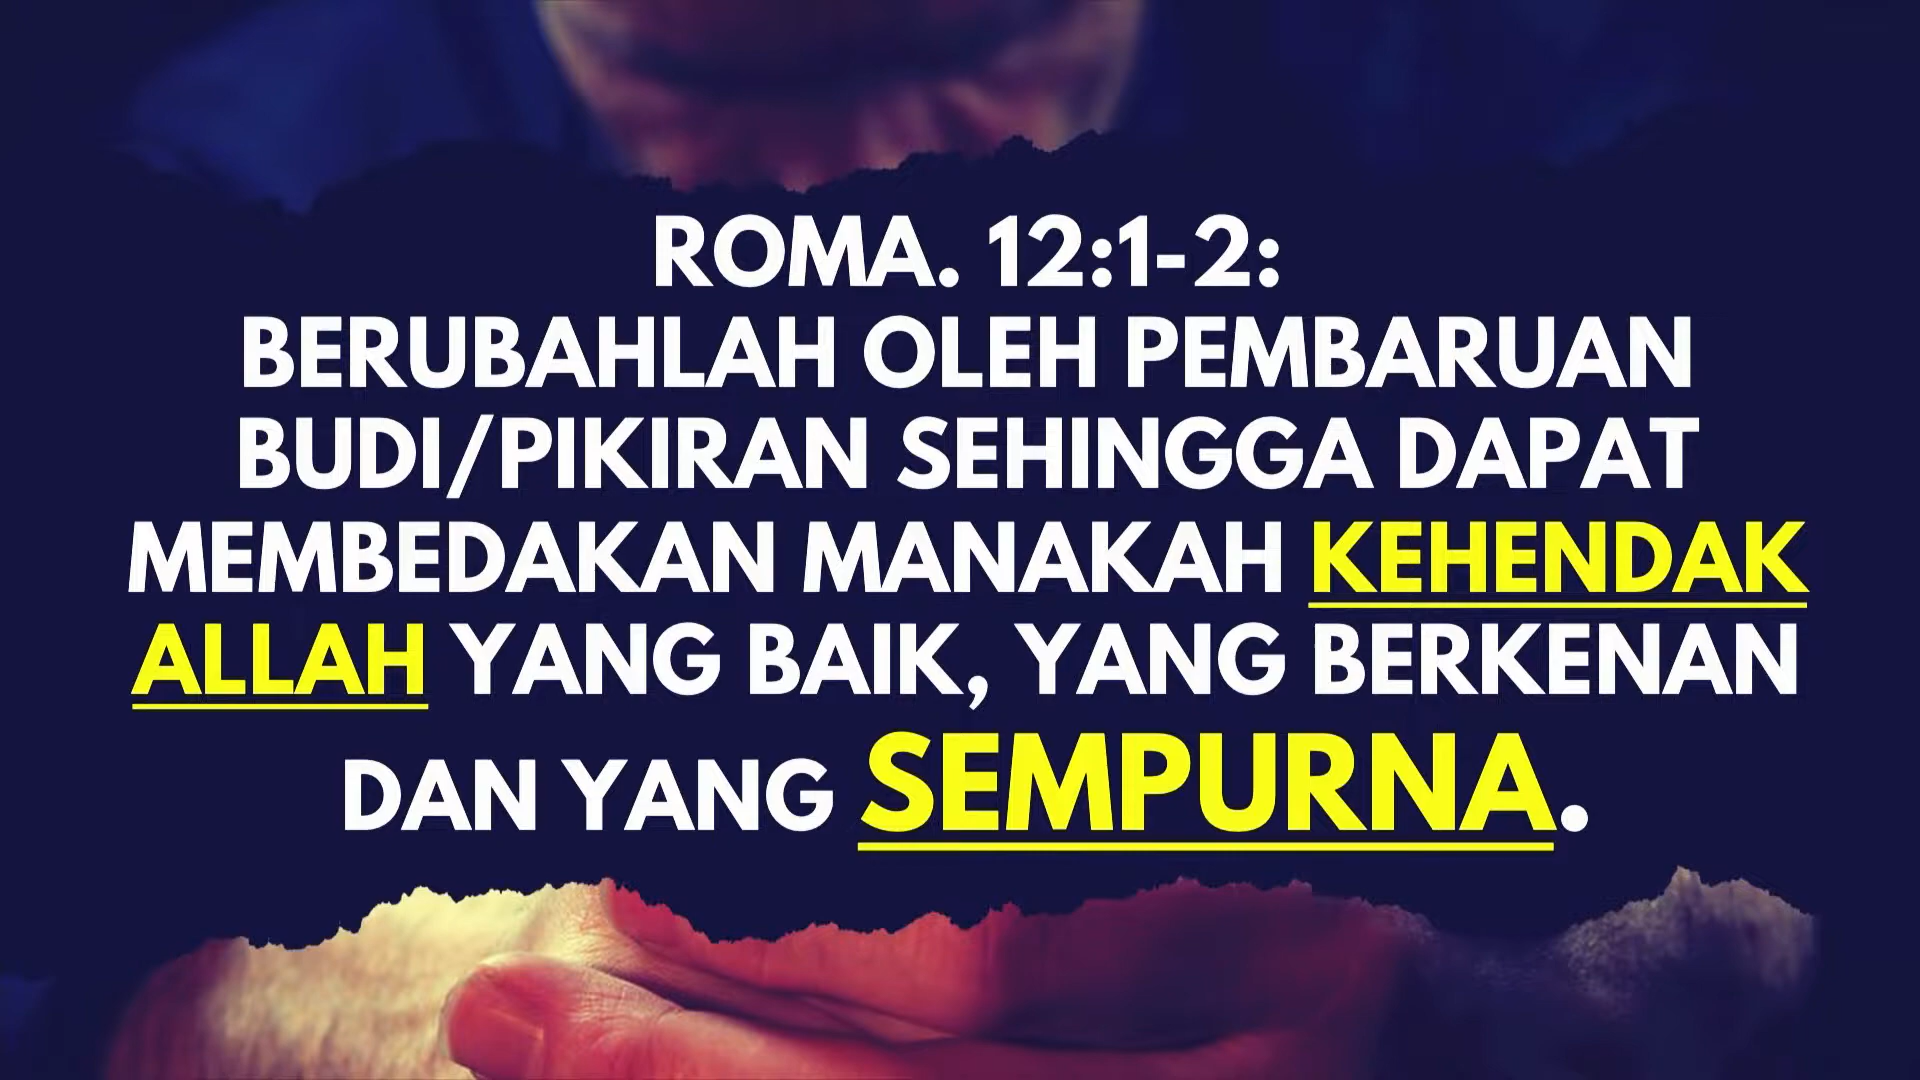 ROMA. 12:1-2:
BERUBAHLAH OLEH PEMBARUAN
BUDI/PIKIRAN SEHINGGA DAPAT
MEMBEDAKAN MANAKAH KEHENDAK
ALLAH YANG BAIK, YANG BERKENAN
DAN YANG SEMPURNA.